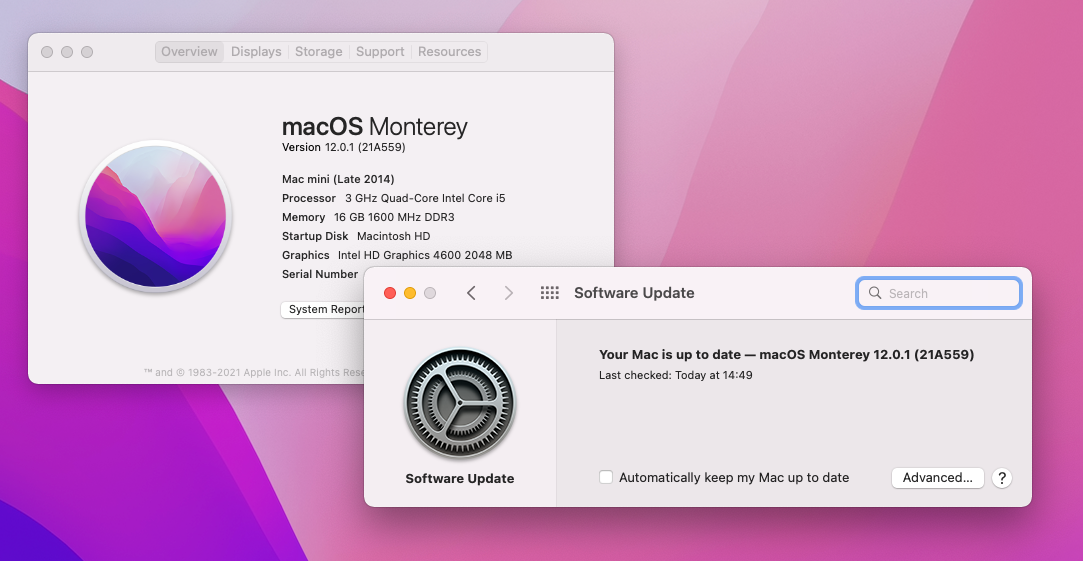 Overview Displays Storage Support Resources
macOS Monterey
Version 12.0.1 (21A559)
Mac mini (Late 2014)
Processor 3 GHz Quad-Core Intel Core i5
Memory 16 GB 1600 MHz DDR3
Startup Disk Macintosh HD
Graphics Intel HD Graphics 4600 2048 MB
Serial Number
System Report
™ and © 1983-2021 Apple Inc. All Rights Rese
Software Update
Search
Your Mac is up to date — macOS Monterey 12.0.1 (21A559)
Last checked: Today at 14:49
Software Update
Automatically keep my Mac up to date
Advanced...
?